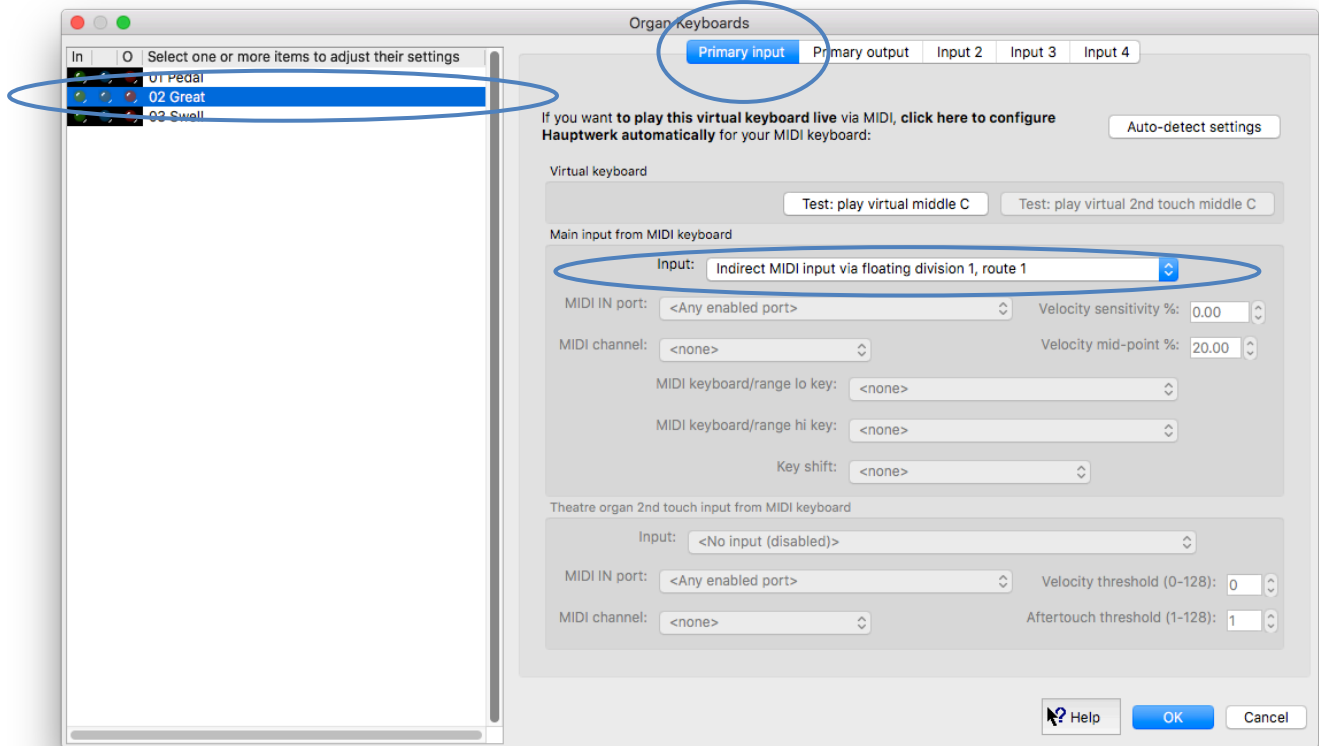 Organ Keyboards
In O Select one or more items to adjust their settings
01 Pedal
02 Great
03 Swell
Primary input Primary output Input 2 Input 3 Input 4
If you want to play this virtual keyboard live via MIDI, click here to configure
Hauptwerk automatically for your MIDI keyboard:
Auto-detect settings
Virtual keyboard
Test: play virtual middle C Test: play virtual 2nd touch middle C
Main input from MIDI keyboard
Input: Indirect MIDI input via floating division 1, route 1
MIDI IN port: <Any enabled port> Velocity sensitivity %: 0.00
MIDI channel: <none> Velocity mid-point %: 20.00
MIDI keyboard/range lo key: <none>
MIDI keyboard/range hi key: <none>
Key shift: <none>
Theatre organ 2nd touch input from MIDI keyboard
Input: <No input (disabled)>
MIDI IN port: <Any enabled port> Velocity threshold (0-128): 0
MIDI channel: <none> Aftertouch threshold (1-128): 1
? Help OK Cancel